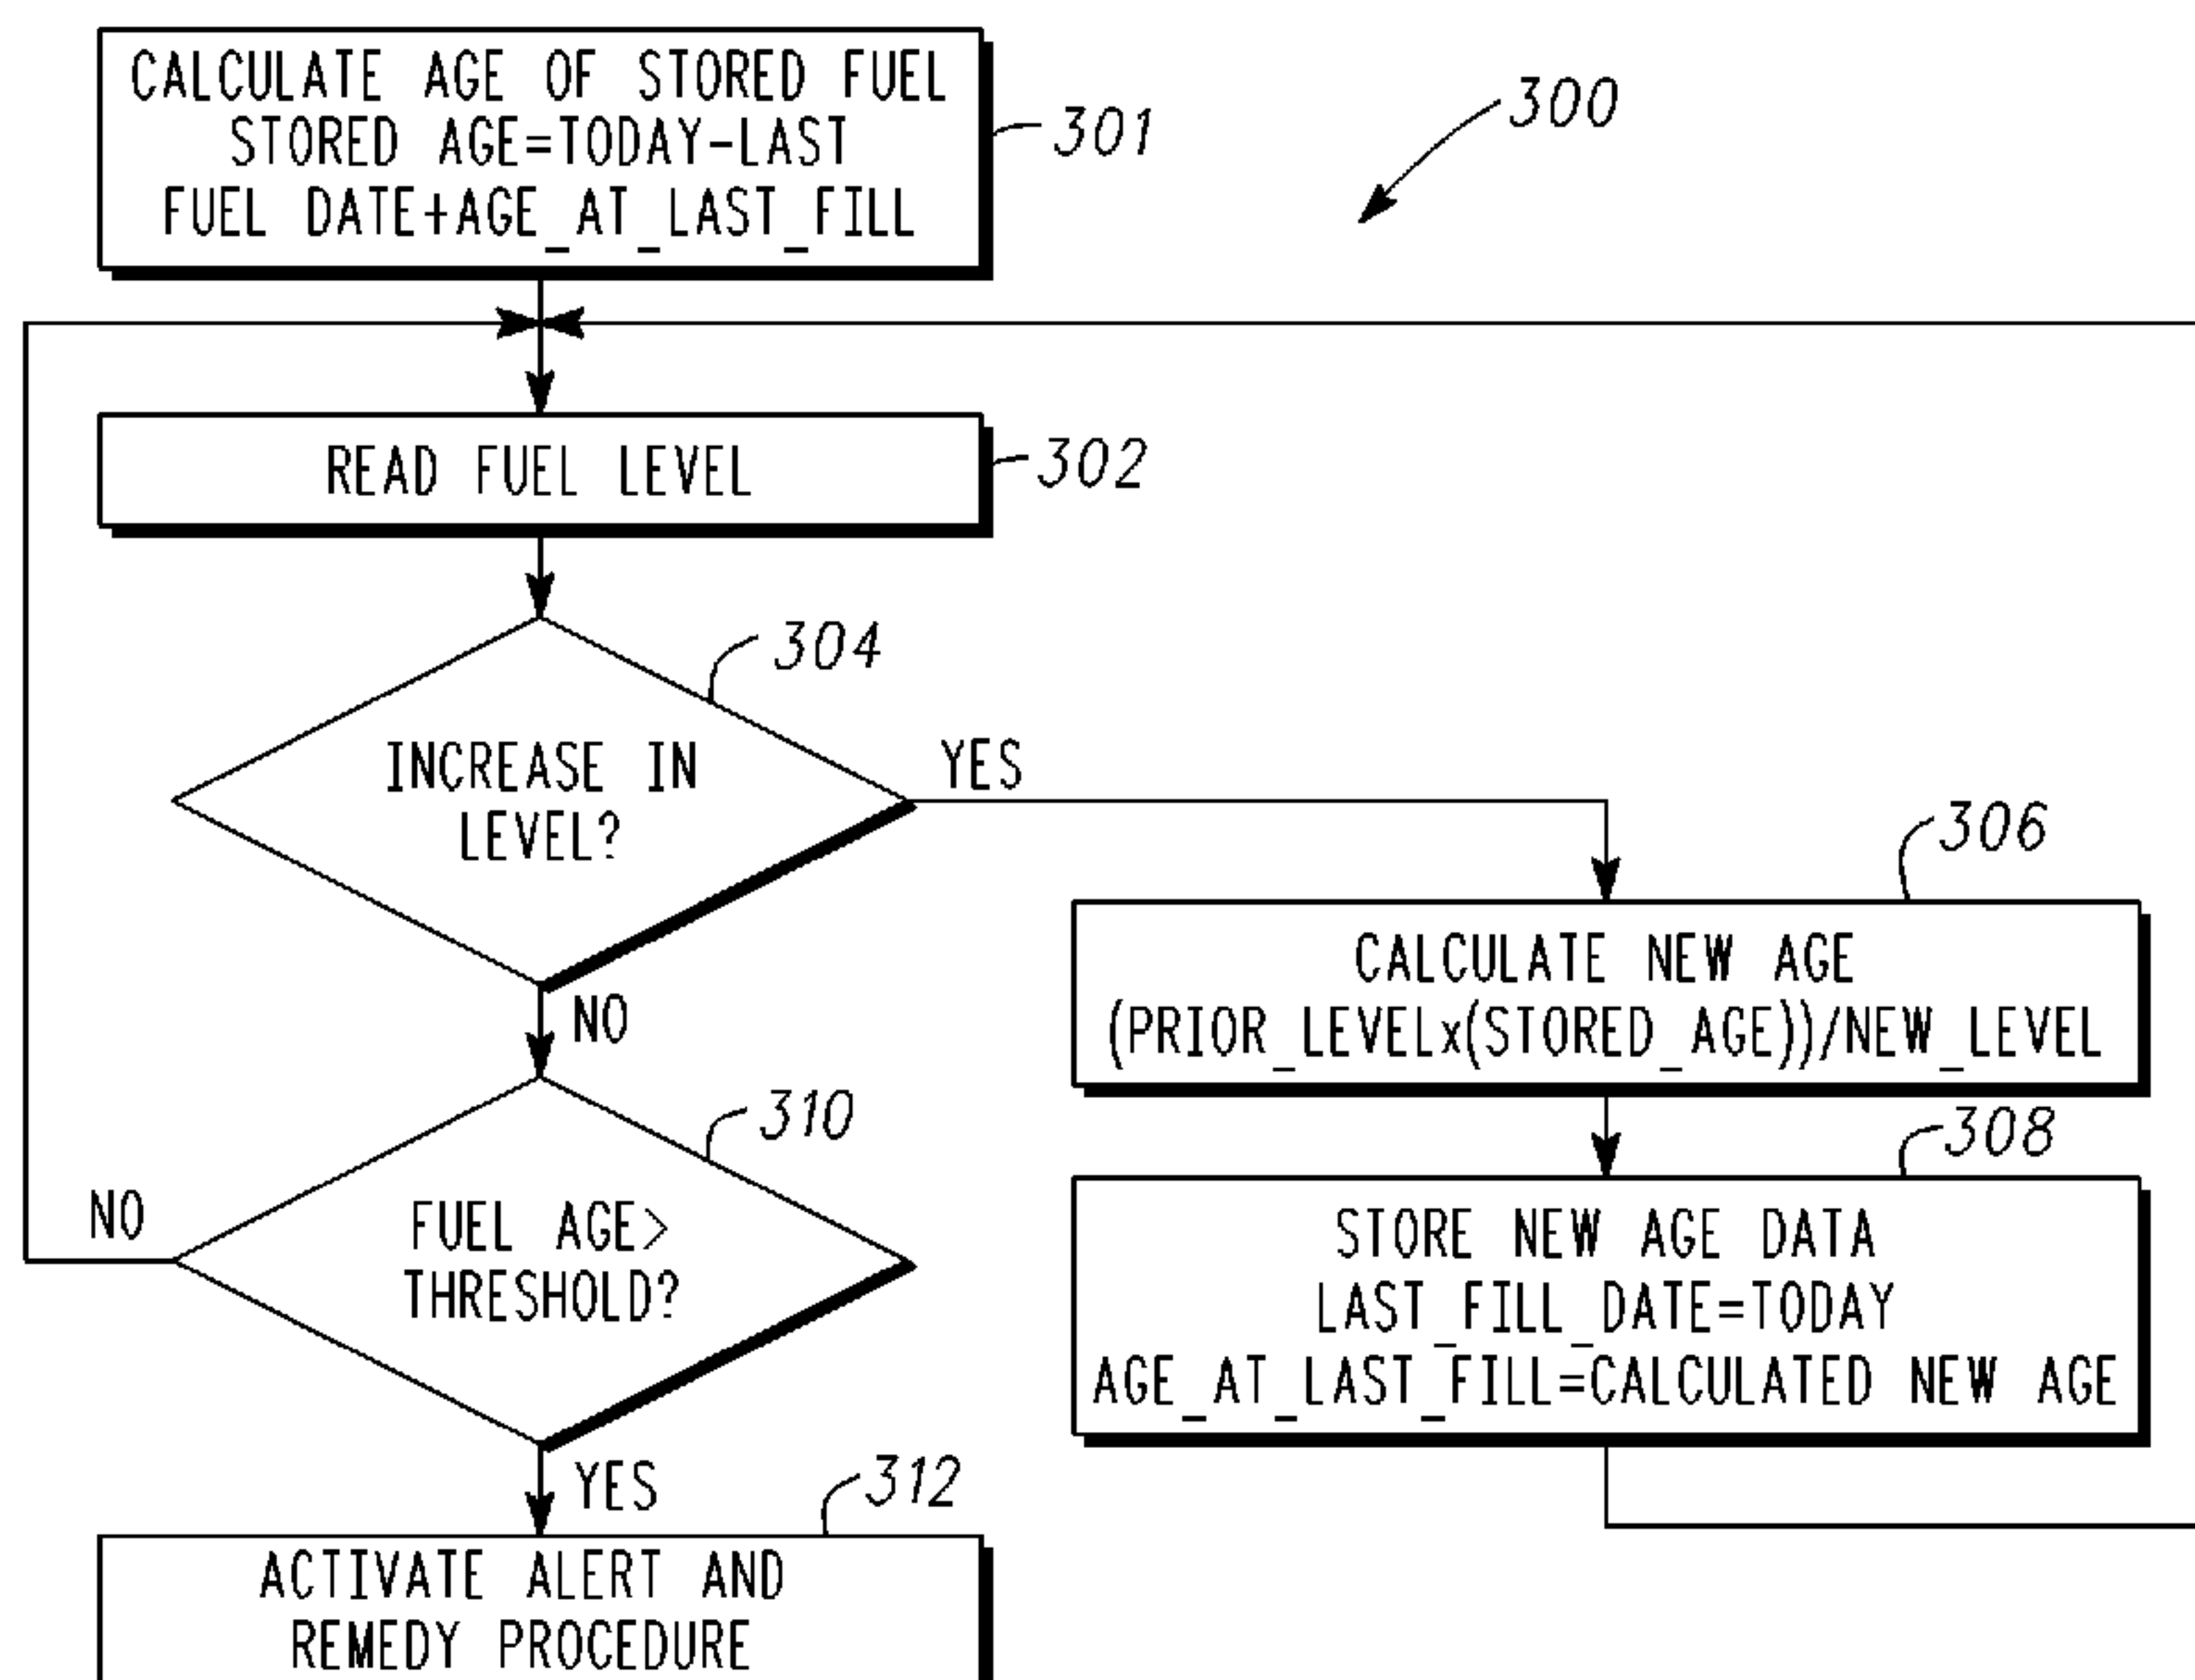 CALCULATE AGE OF STORED FUEL
STORED AGE=TODAY-LAST
FUEL DATE+AGE_AT_LAST_FILL
301
300
READ FUEL LEVEL
302
304
INCREASE IN
LEVEL?
YES
NO
306
CALCULATE NEW AGE
(PRIOR_LEVELx(STORED_AGE))/NEW_LEVEL
308
STORE NEW AGE DATA
LAST_FILL_DATE=TODAY
AGE_AT_LAST_FILL=CALCULATED NEW AGE
310
FUEL AGE>
THRESHOLD?
NO
YES
312
ACTIVATE ALERT AND
REMEDY PROCEDURE